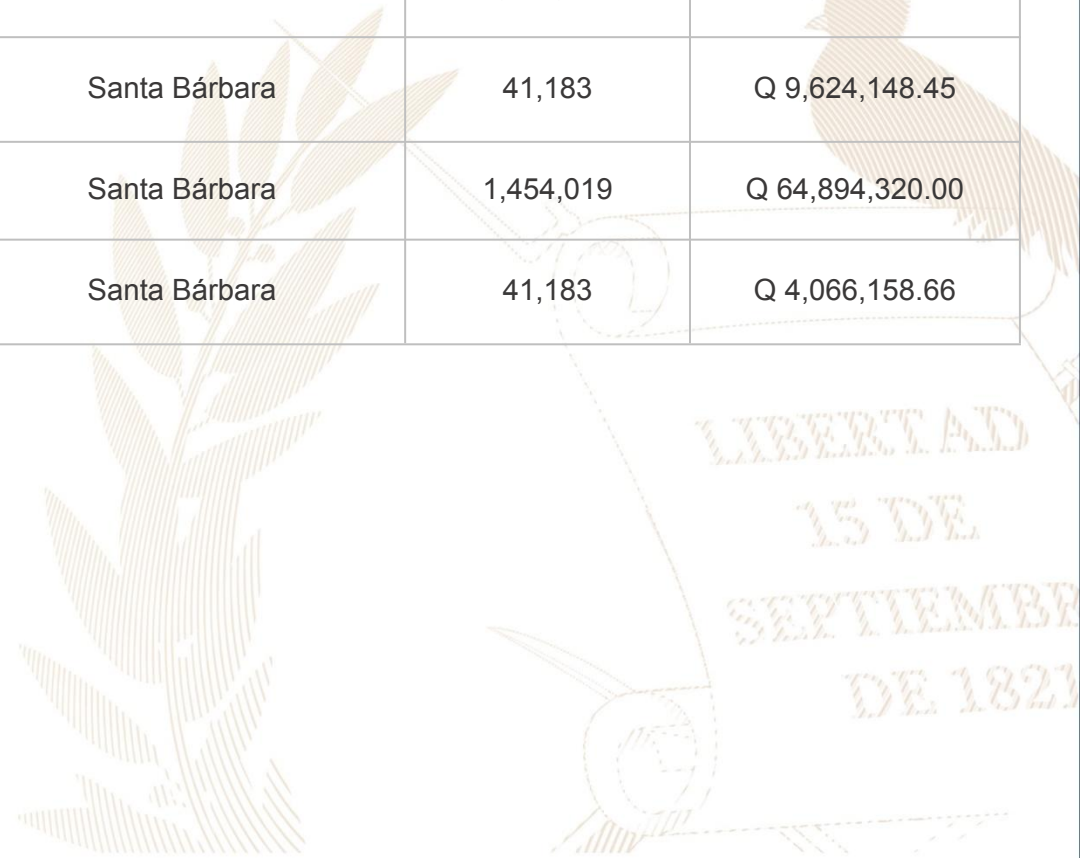 Santa Bárbara 41,183 Q 9,624,148.45
Santa Bárbara 1,454,019 Q 64,894,320.00
Santa Bárbara 41,183 Q 4,066,158.66
LIBERTAD
15 DE
SEPTIEMBRE
DE 1821